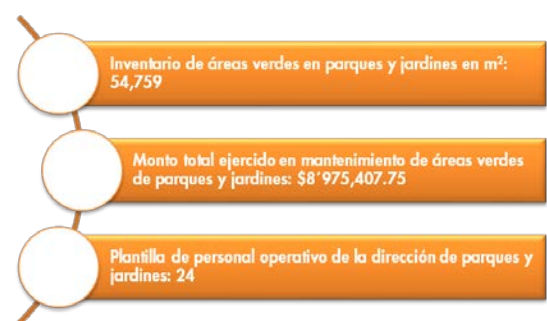 Inventario de áreas verdes en parques y jardines en m²:
54,759
Monto total ejercido en mantenimiento de áreas verdes
de parques y jardines: $8´975,407.75
Plantilla de personal operativo de la dirección de parques y
jardines: 24